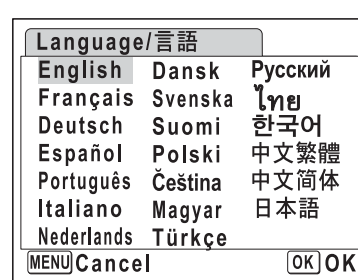 Language/言語
English Dansk Русский
Français Svenska ไทย
Deutsch Suomi 한국어
Español Polski 中文繁體
Português Čeština 中文简体
Italiano Magyar 日本語
Nederlands Türkçe
MENU Cancel OK OK